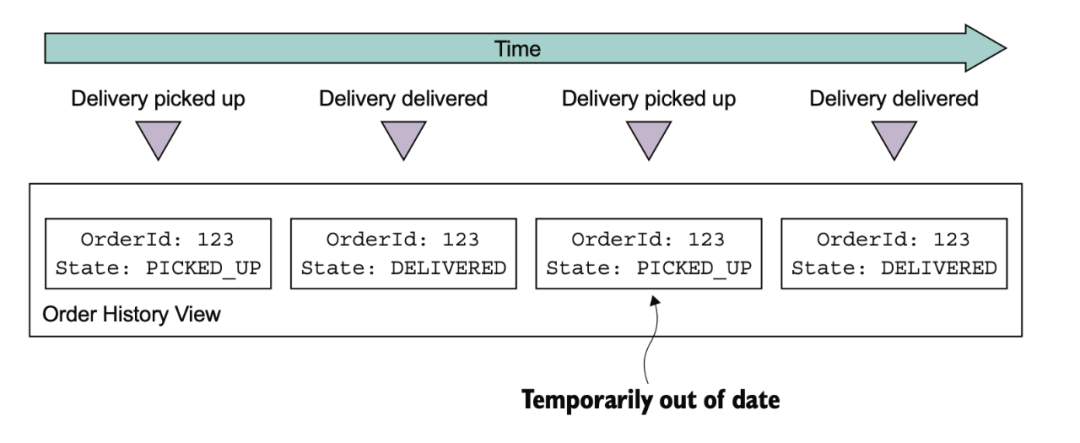 Time
Delivery picked up
Delivery delivered
Delivery picked up
Delivery delivered
OrderId: 123
State: PICKED_UP
OrderId: 123
State: DELIVERED
OrderId: 123
State: PICKED_UP
OrderId: 123
State: DELIVERED
Order History View
Temporarily out of date